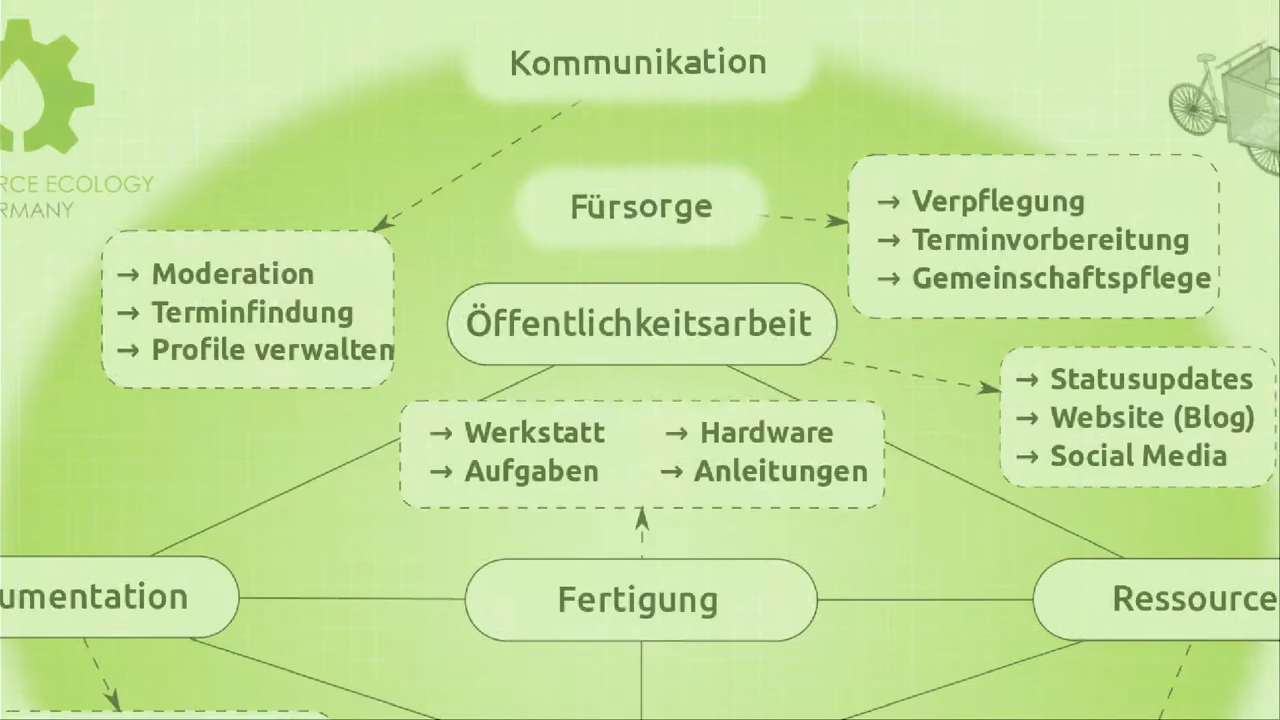 Kommunikation
RCE ECOLOGY
RMANY
Fürsorge
→ Verpflegung
→ Terminvorbereitung
→ Gemeinschaftspflege
→ Moderation
→ Terminfindung
→ Profile verwalten
Öffentlichkeitsarbeit
→ Statusupdates
→ Website (Blog)
→ Social Media
→ Werkstatt → Hardware
→ Aufgaben → Anleitungen
umentation
Fertigung
Ressource